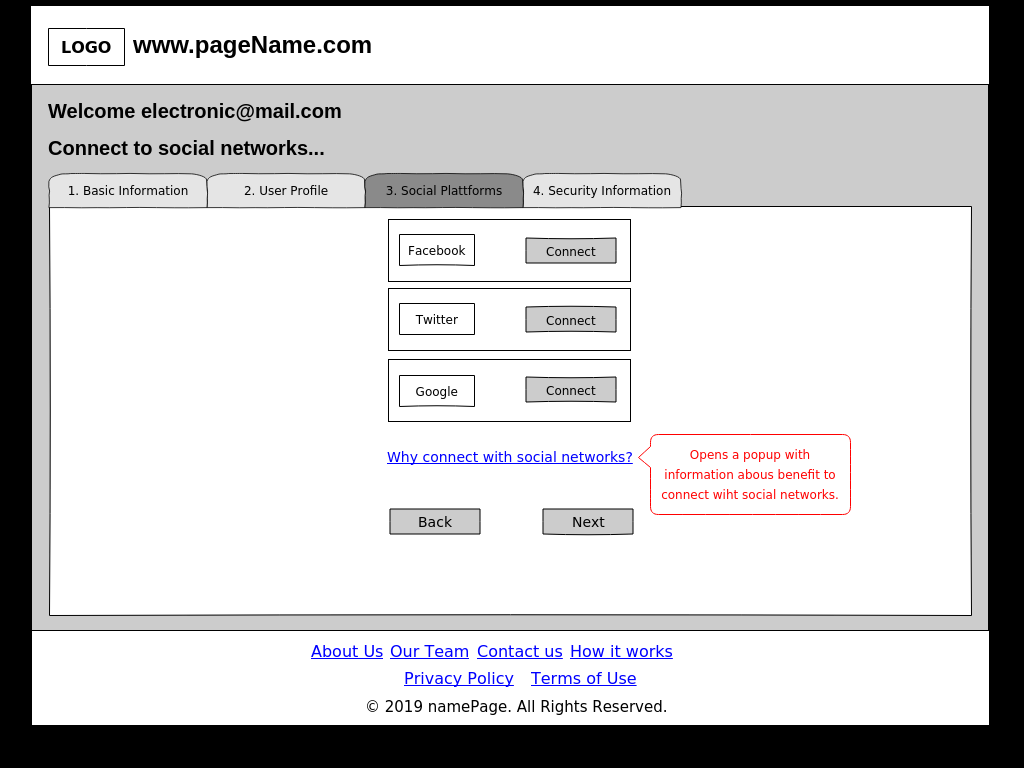 LOGO www.pageName.com
Welcome electronic@mail.com
Connect to social networks...
1. Basic Information 2. User Profile 3. Social Plattforms 4. Security Information
Facebook Connect
Twitter Connect
Google Connect
Why connect with social networks?
Opens a popup with
information abous benefit to
connect wiht social networks.
Back Next
About Us Our Team Contact us How it works
Privacy Policy Terms of Use
© 2019 namePage. All Rights Reserved.